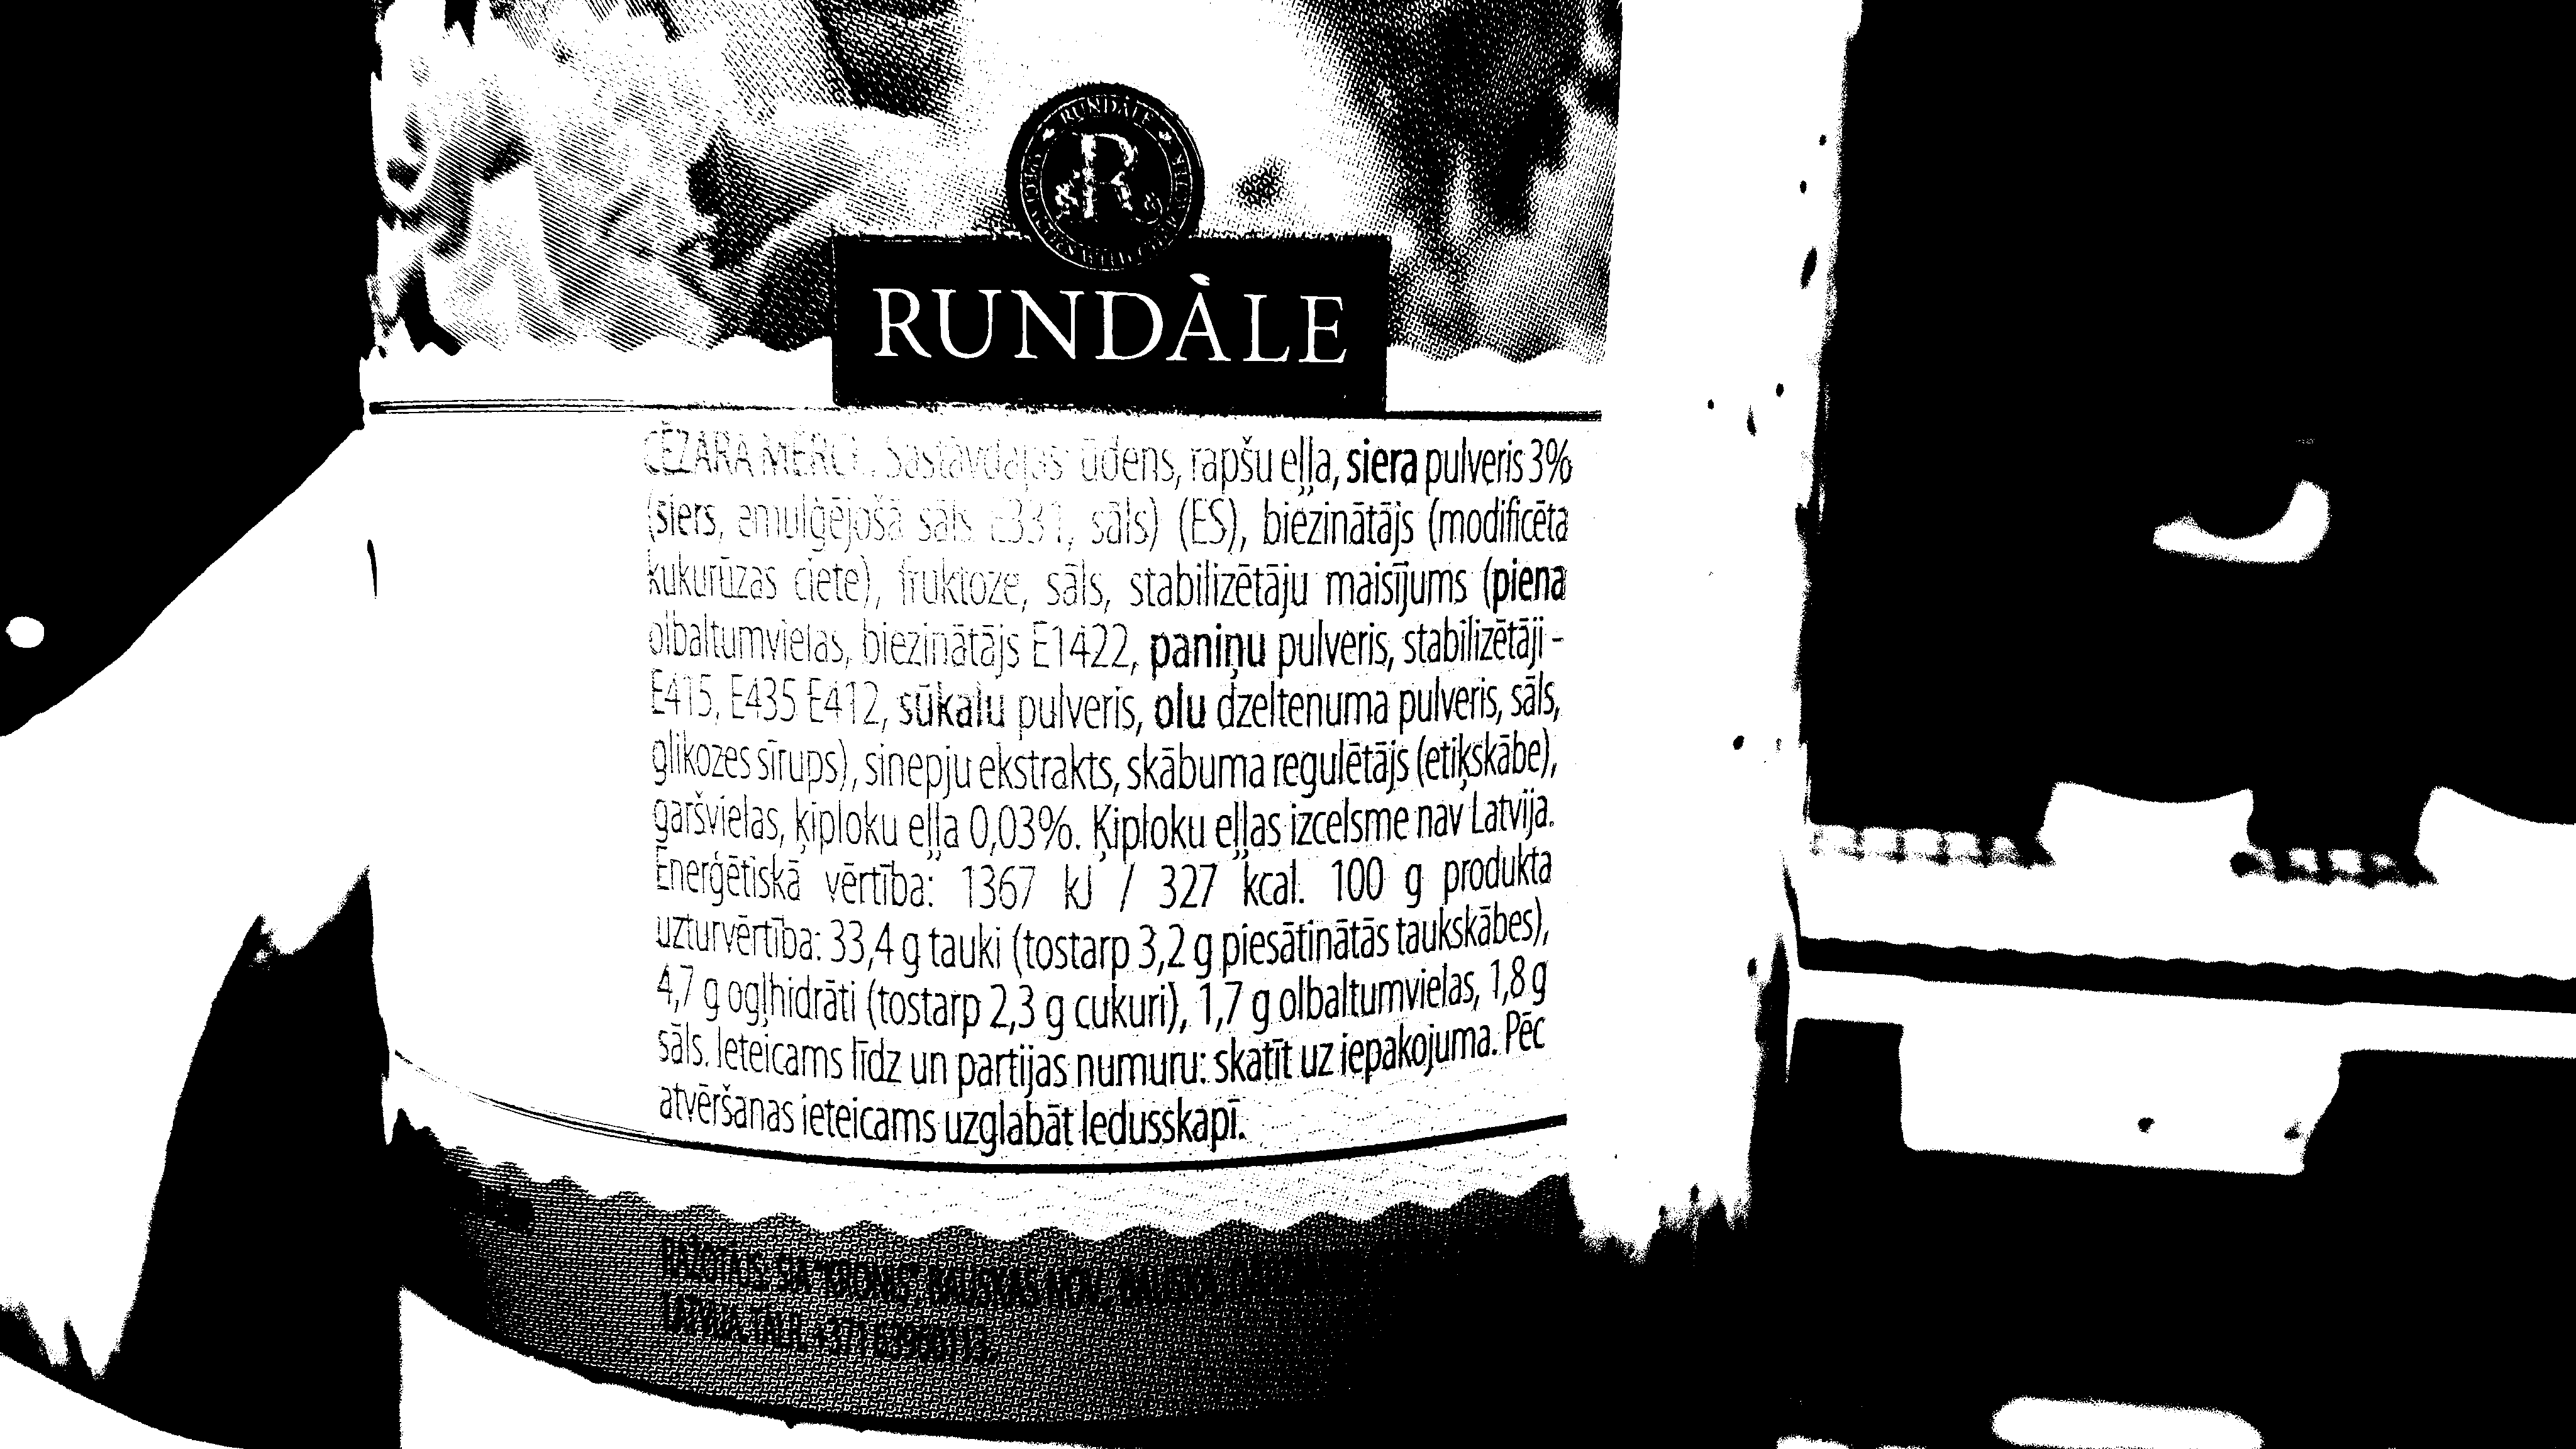 RUNDĀLE
R
RUNDĀLE
CĒZARA MĒRCE. Sastāvdaļas: ūdens, rapšu eļļa, siera pulveris 3%
(siers, emulģējošā sāls E331, sāls) (ES), biezinātājs (modificēta
kukurūzas ciete), fruktoze, sāls, stabilizētāju maisījums (piena
olbaltumvielas, biezinātājs E1422, paniņu pulveris, stabilizētāji -
E415, E435 E412, sūkalu pulveris, olu dzeltenuma pulveris, sāls,
glikozes sīrups), sinepju ekstrakts, skābuma regulētājs (etiķskābe),
garšvielas, ķiploku eļļa 0,03%. Ķiploku eļļas izcelsme nav Latvija.
Enerģētiskā vērtība: 1367 kJ / 327 kcal. 100 g produkta
uzturvērtība: 33,4 g tauki (tostarp 3,2 g piesātinātās taukskābes),
4,7 g ogļhidrāti (tostarp 2,3 g cukuri), 1,7 g olbaltumvielas, 1,8 g
sāls. Ieteicams līdz un partijas numuru: skatīt uz iepakojuma. Pēc
atvēršanas ieteicams uzglabāt ledusskapī.
RAŽOTĀJS: SIA
LATVIJA, TĀLR. +371